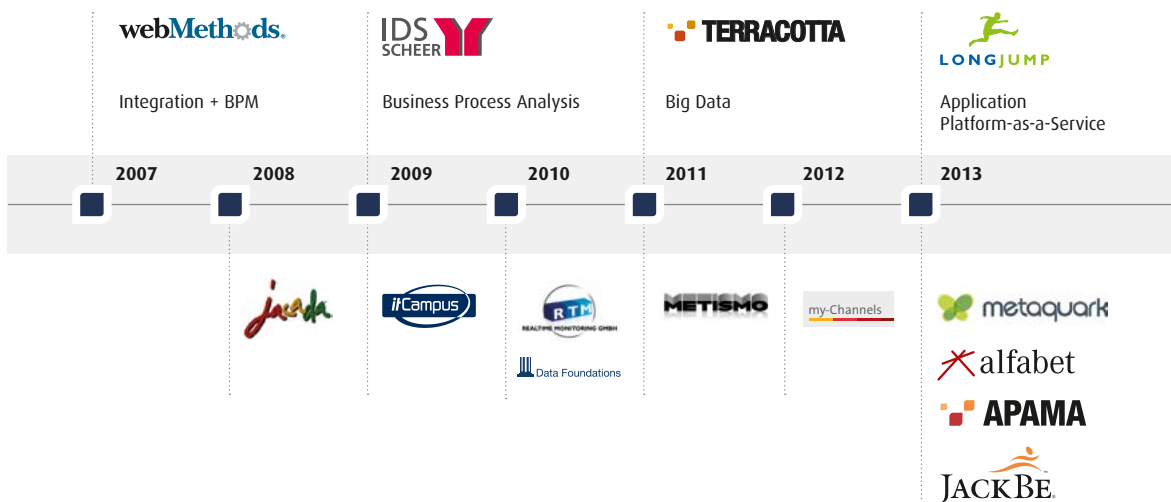 webMethods.
IDS
SCHEER
TERRACOTTA
LONGJUMP
Integration + BPM
Business Process Analysis
Big Data
Application
Platform-as-a-Service
2007
2008
2009
2010
2011
2012
2013
jacada
itCampus
RTM
REALTIME MONITORING GMBH
Data Foundations
METISMO
my-Channels
metaquark
alfabet
APAMA
JACKBE